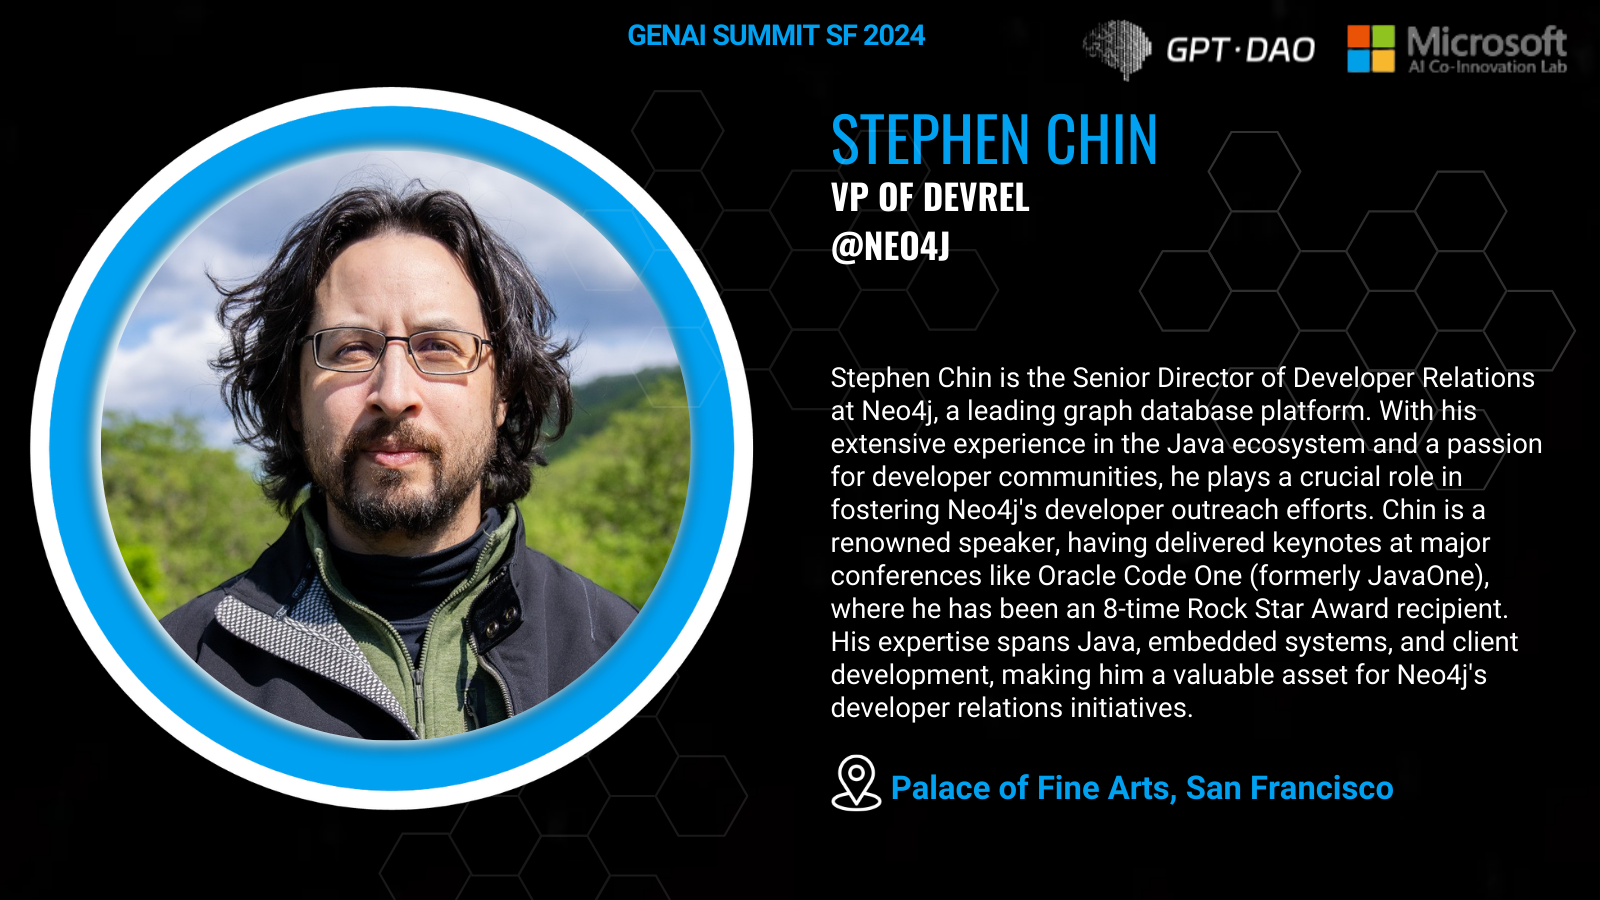 GENAI SUMMIT SF 2024
GPT·DAO
Microsoft
AI Co-Innovation Lab
STEPHEN CHIN
VP OF DEVREL
@NEO4J
Stephen Chin is the Senior Director of Developer Relations
at Neo4j, a leading graph database platform. With his
extensive experience in the Java ecosystem and a passion
for developer communities, he plays a crucial role in
fostering Neo4j's developer outreach efforts. Chin is a
renowned speaker, having delivered keynotes at major
conferences like Oracle Code One (formerly JavaOne),
where he has been an 8-time Rock Star Award recipient.
His expertise spans Java, embedded systems, and client
development, making him a valuable asset for Neo4j's
developer relations initiatives.
Palace of Fine Arts, San Francisco